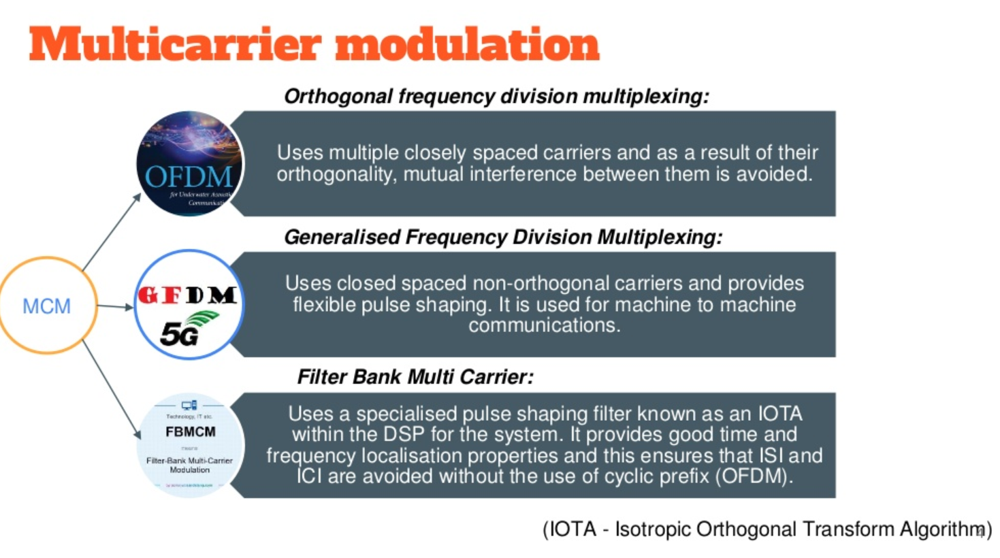 Multicarrier modulation
Orthogonal frequency division multiplexing:
OFDM
for Underwater Acoustic
Uses multiple closely spaced carriers and as a result of their
orthogonality, mutual interference between them is avoided.
MCM
Generalised Frequency Division Multiplexing:
GFDM
5G
Uses closed spaced non-orthogonal carriers and provides
flexible pulse shaping. It is used for machine to machine
communications.
Filter Bank Multi Carrier:
Technology, IT etc.
FBMCM
means
Filter-Bank Multi-Carrier
Modulation
Uses a specialised pulse shaping filter known as an IOTA
within the DSP for the system. It provides good time and
frequency localisation properties and this ensures that ISI and
ICI are avoided without the use of cyclic prefix (OFDM).
(IOTA - Isotropic Orthogonal Transform Algorithm)
4